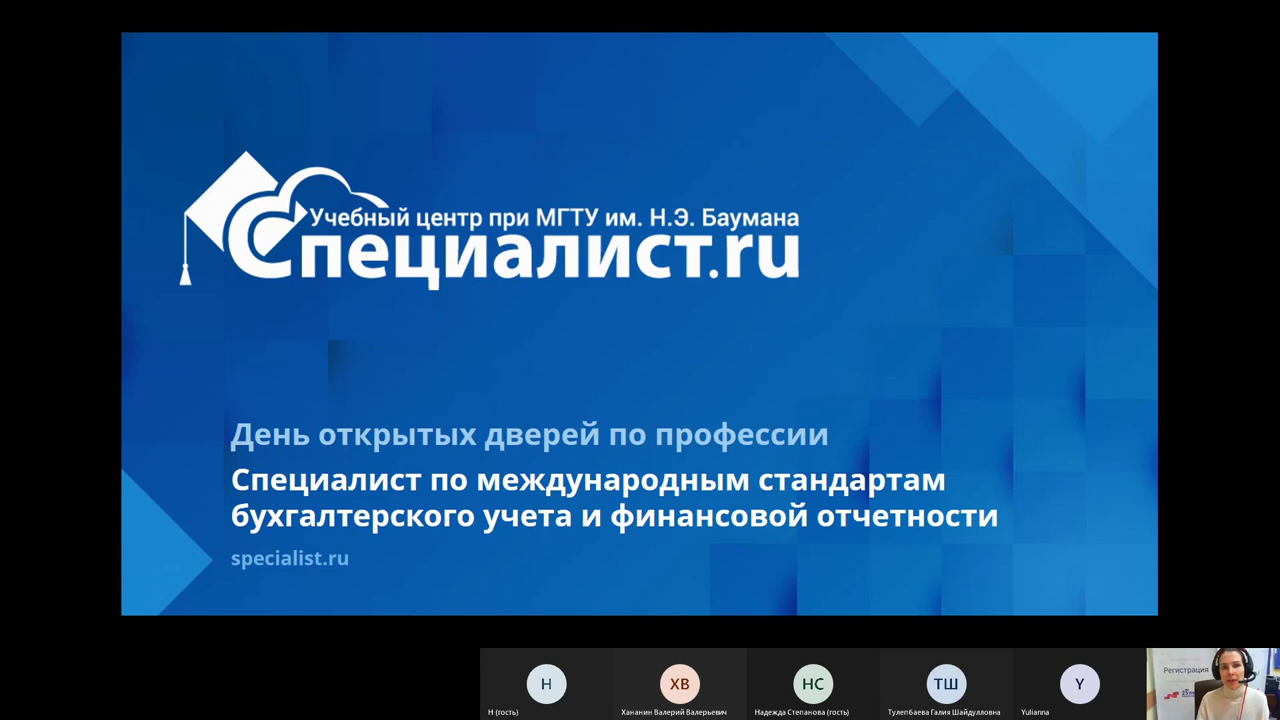 Учебный центр при МГТУ им. Н.Э. Баумана
Специалист.ru
День открытых дверей по профессии
Специалист по международным стандартам
бухгалтерского учета и финансовой отчетности
specialist.ru
Н
ХВ
НС
ТШ
Y
Н (гость)
Хананин Валерий Валерьевич
Надежда Степанова (гость)
Тулепбаева Галия Шайдулловна
Yulianna
Регистрация